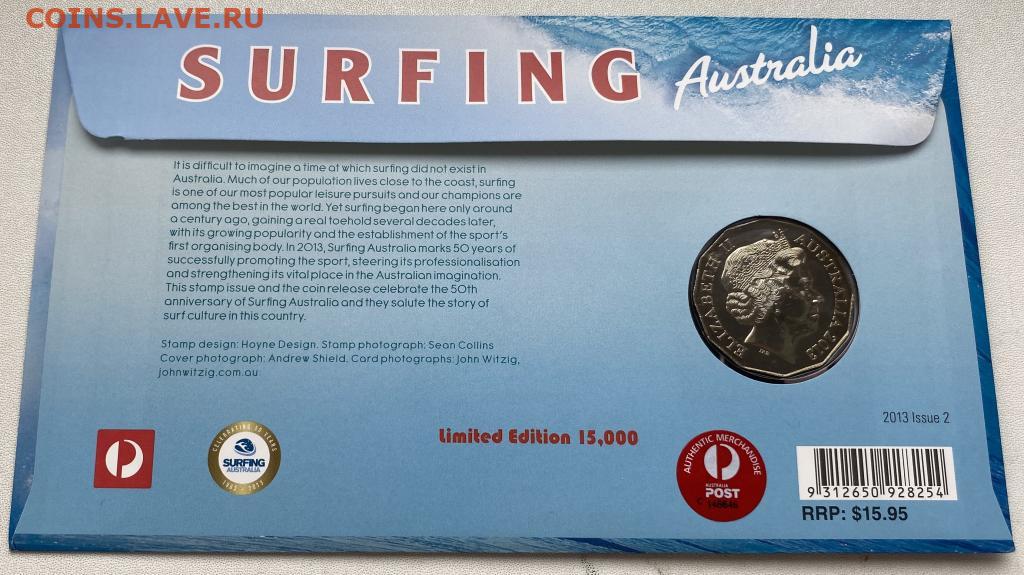 COINS.LAVE.RU
SURFING Australia
It is difficult to imagine a time at which surfing did not exist in
Australia. Much of our population lives close to the coast, surfing
is one of our most popular leisure pursuits and our champions are
among the best in the world. Yet surfing began here only around
a century ago, gaining a real toehold several decades later,
with its growing popularity and the establishment of the sport's
first organising body. In 2013, Surfing Australia marks 50 years of
successfully promoting the sport, steering its professionalisation
and strengthening its vital place in the Australian imagination.
This stamp issue and the coin release celebrate the 50th
anniversary of Surfing Australia and they salute the story of
surf culture in this country.
Stamp design: Hoyne Design. Stamp photograph: Sean Collins
Cover photograph: Andrew Shield. Card photographs: John Witzig,
johnwitzig.com.au
ELIZABETH II AUSTRALIA 2013
IRB
2013 Issue 2
CELEBRATING 50 YEARS
SURFING
AUSTRALIA
1963 - 2013
Limited Edition 15,000
AUTHENTIC MERCHANDISE
AUSTRALIA
POST
9 312650 928254
RRP: $15.95